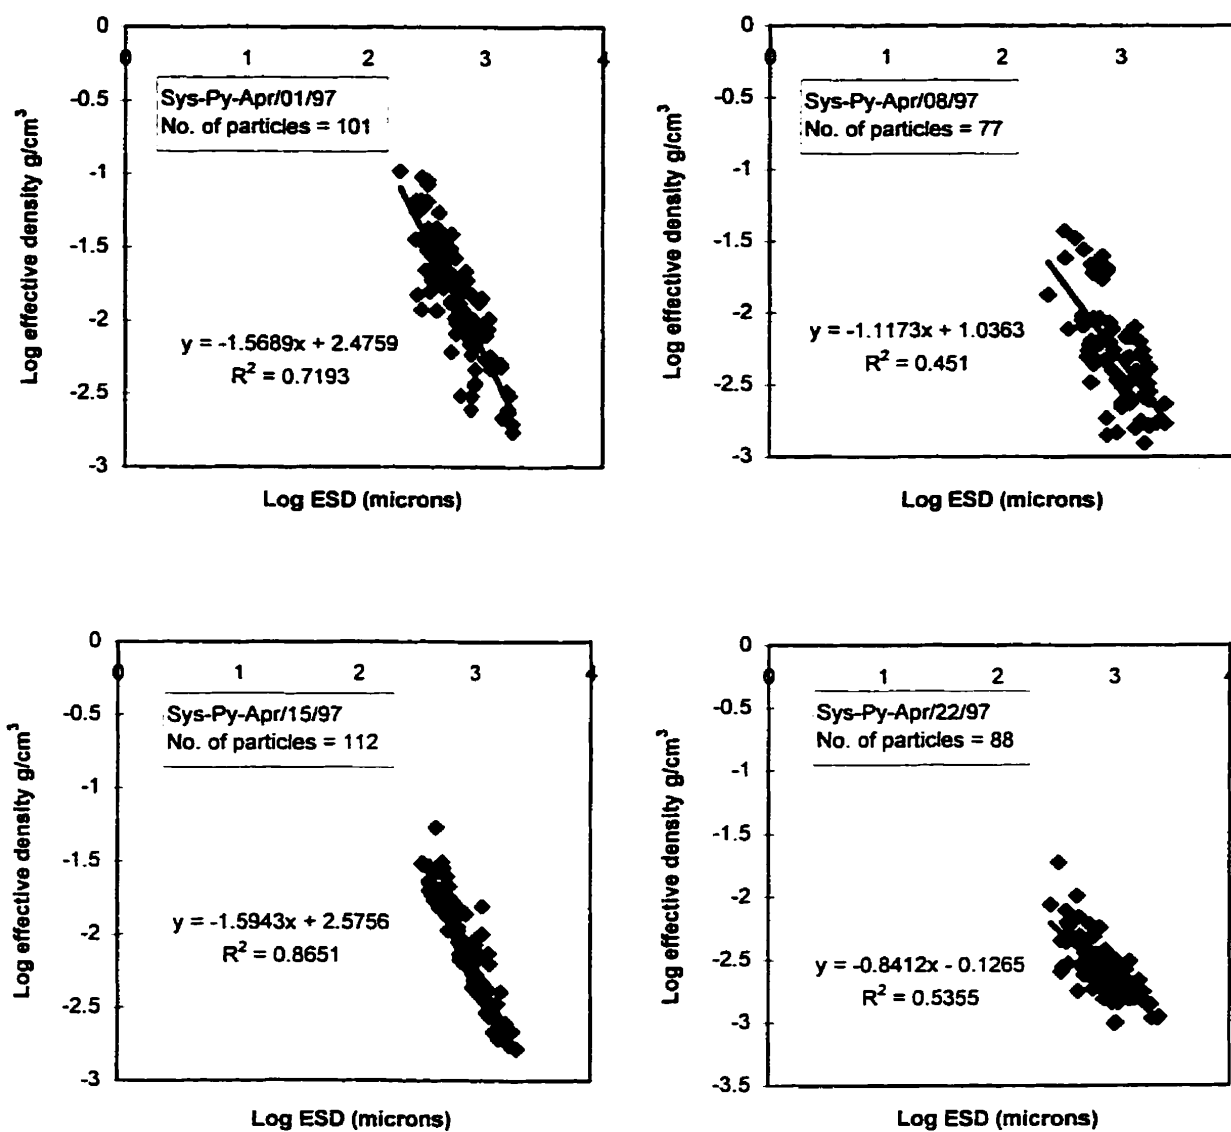 0
0 1 2 3 4
-0.5
Sys-Py-Apr/01/97
No. of particles = 101
-1
-1.5
-2
y = -1.5689x + 2.4759
R² = 0.7193
-2.5
-3
Log effective density g/cm³
Log ESD (microns)
0
0 1 2 3
-0.5
Sys-Py-Apr/08/97
No. of particles = 77
-1
-1.5
-2
y = -1.1173x + 1.0363
R² = 0.451
-2.5
-3
Log effective density g/cm³
Log ESD (microns)
0
0 1 2 3 4
-0.5
Sys-Py-Apr/15/97
No. of particles = 112
-1
-1.5
-2
y = -1.5943x + 2.5756
R² = 0.8651
-2.5
-3
Log effective density g/cm³
Log ESD (microns)
0
0 1 2 3
-0.5
Sys-Py-Apr/22/97
No. of particles = 88
-1
-1.5
-2
-2.5
y = -0.8412x - 0.1265
R² = 0.5355
-3
-3.5
Log effective density g/cm³
Log ESD (microns)